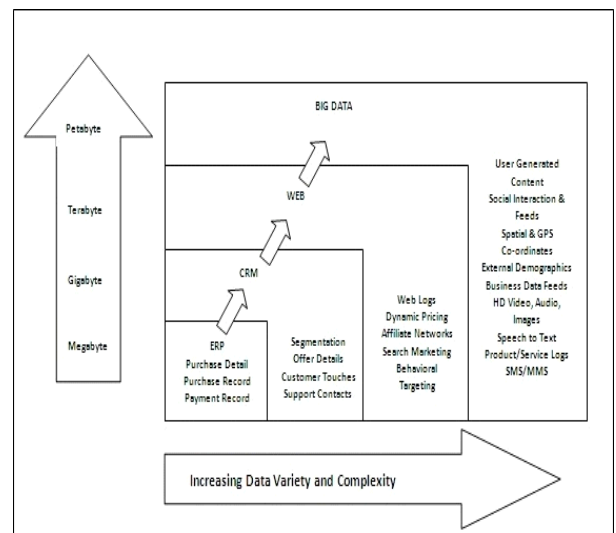 Petabyte
Terabyte
Gigabyte
Megabyte
BIG DATA
WEB
CRM
ERP
Purchase Detail
Purchase Record
Payment Record
Segmentation
Offer Details
Customer Touches
Support Contacts
Web Logs
Dynamic Pricing
Affiliate Networks
Search Marketing
Behavioral
Targeting
User Generated
Content
Social Interaction &
Feeds
Spatial & GPS
Co-ordinates
External Demographics
Business Data Feeds
HD Video, Audio,
Images
Speech to Text
Product/Service Logs
SMS/MMS
Increasing Data Variety and Complexity